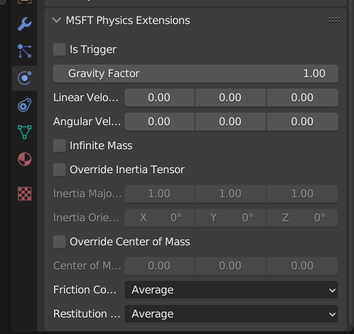 MSFT Physics Extensions
Is Trigger
Gravity Factor 1.00
Linear Velo... 0.00 0.00 0.00
Angular Vel... 0.00 0.00 0.00
Infinite Mass
Override Inertia Tensor
Inertia Majo... 1.00 1.00 1.00
Inertia Orie... X 0° Y 0° Z 0°
Override Center of Mass
Center of M... 0.00 0.00 0.00
Friction Co... Average
Restitution ... Average